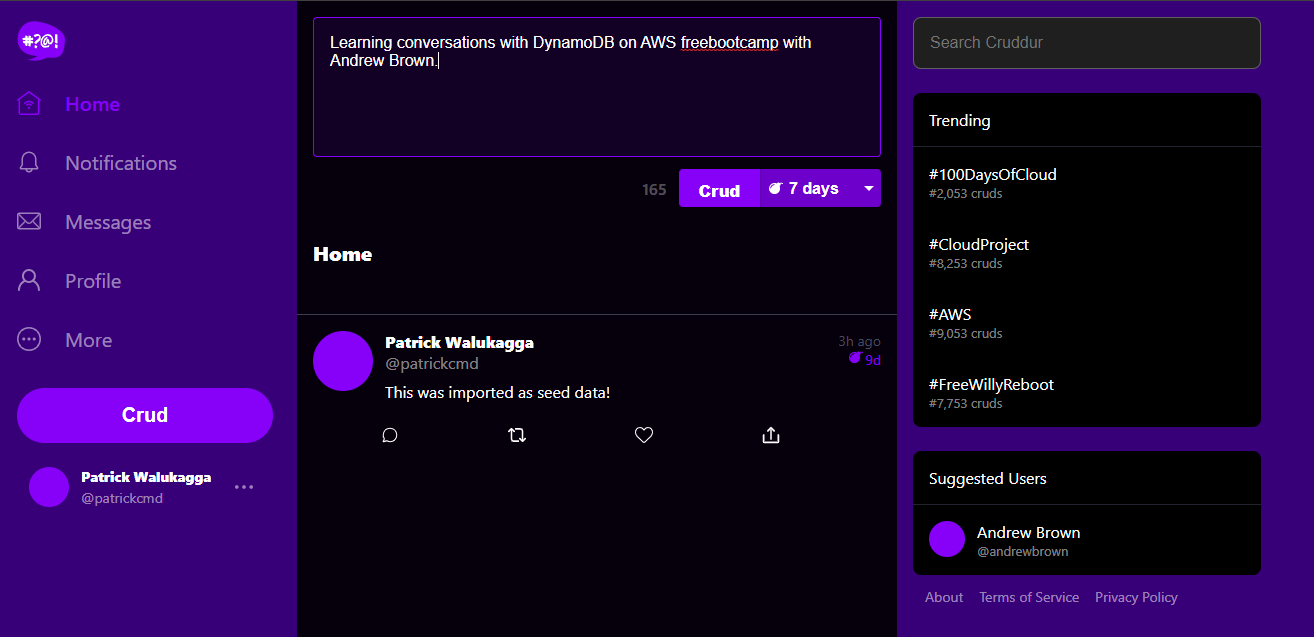 #?@!
Home
Notifications
Messages
Profile
More
Crud
Patrick Walukagga
@patrickcmd
Learning conversations with DynamoDB on AWS freebootcamp with
Andrew Brown.
165
Crud
7 days
Home
Patrick Walukagga
@patrickcmd
3h ago
9d
This was imported as seed data!
Search Cruddur
Trending
#100DaysOfCloud
#2,053 cruds
#CloudProject
#8,253 cruds
#AWS
#9,053 cruds
#FreeWillyReboot
#7,753 cruds
Suggested Users
Andrew Brown
@andrewbrown
About Terms of Service Privacy Policy